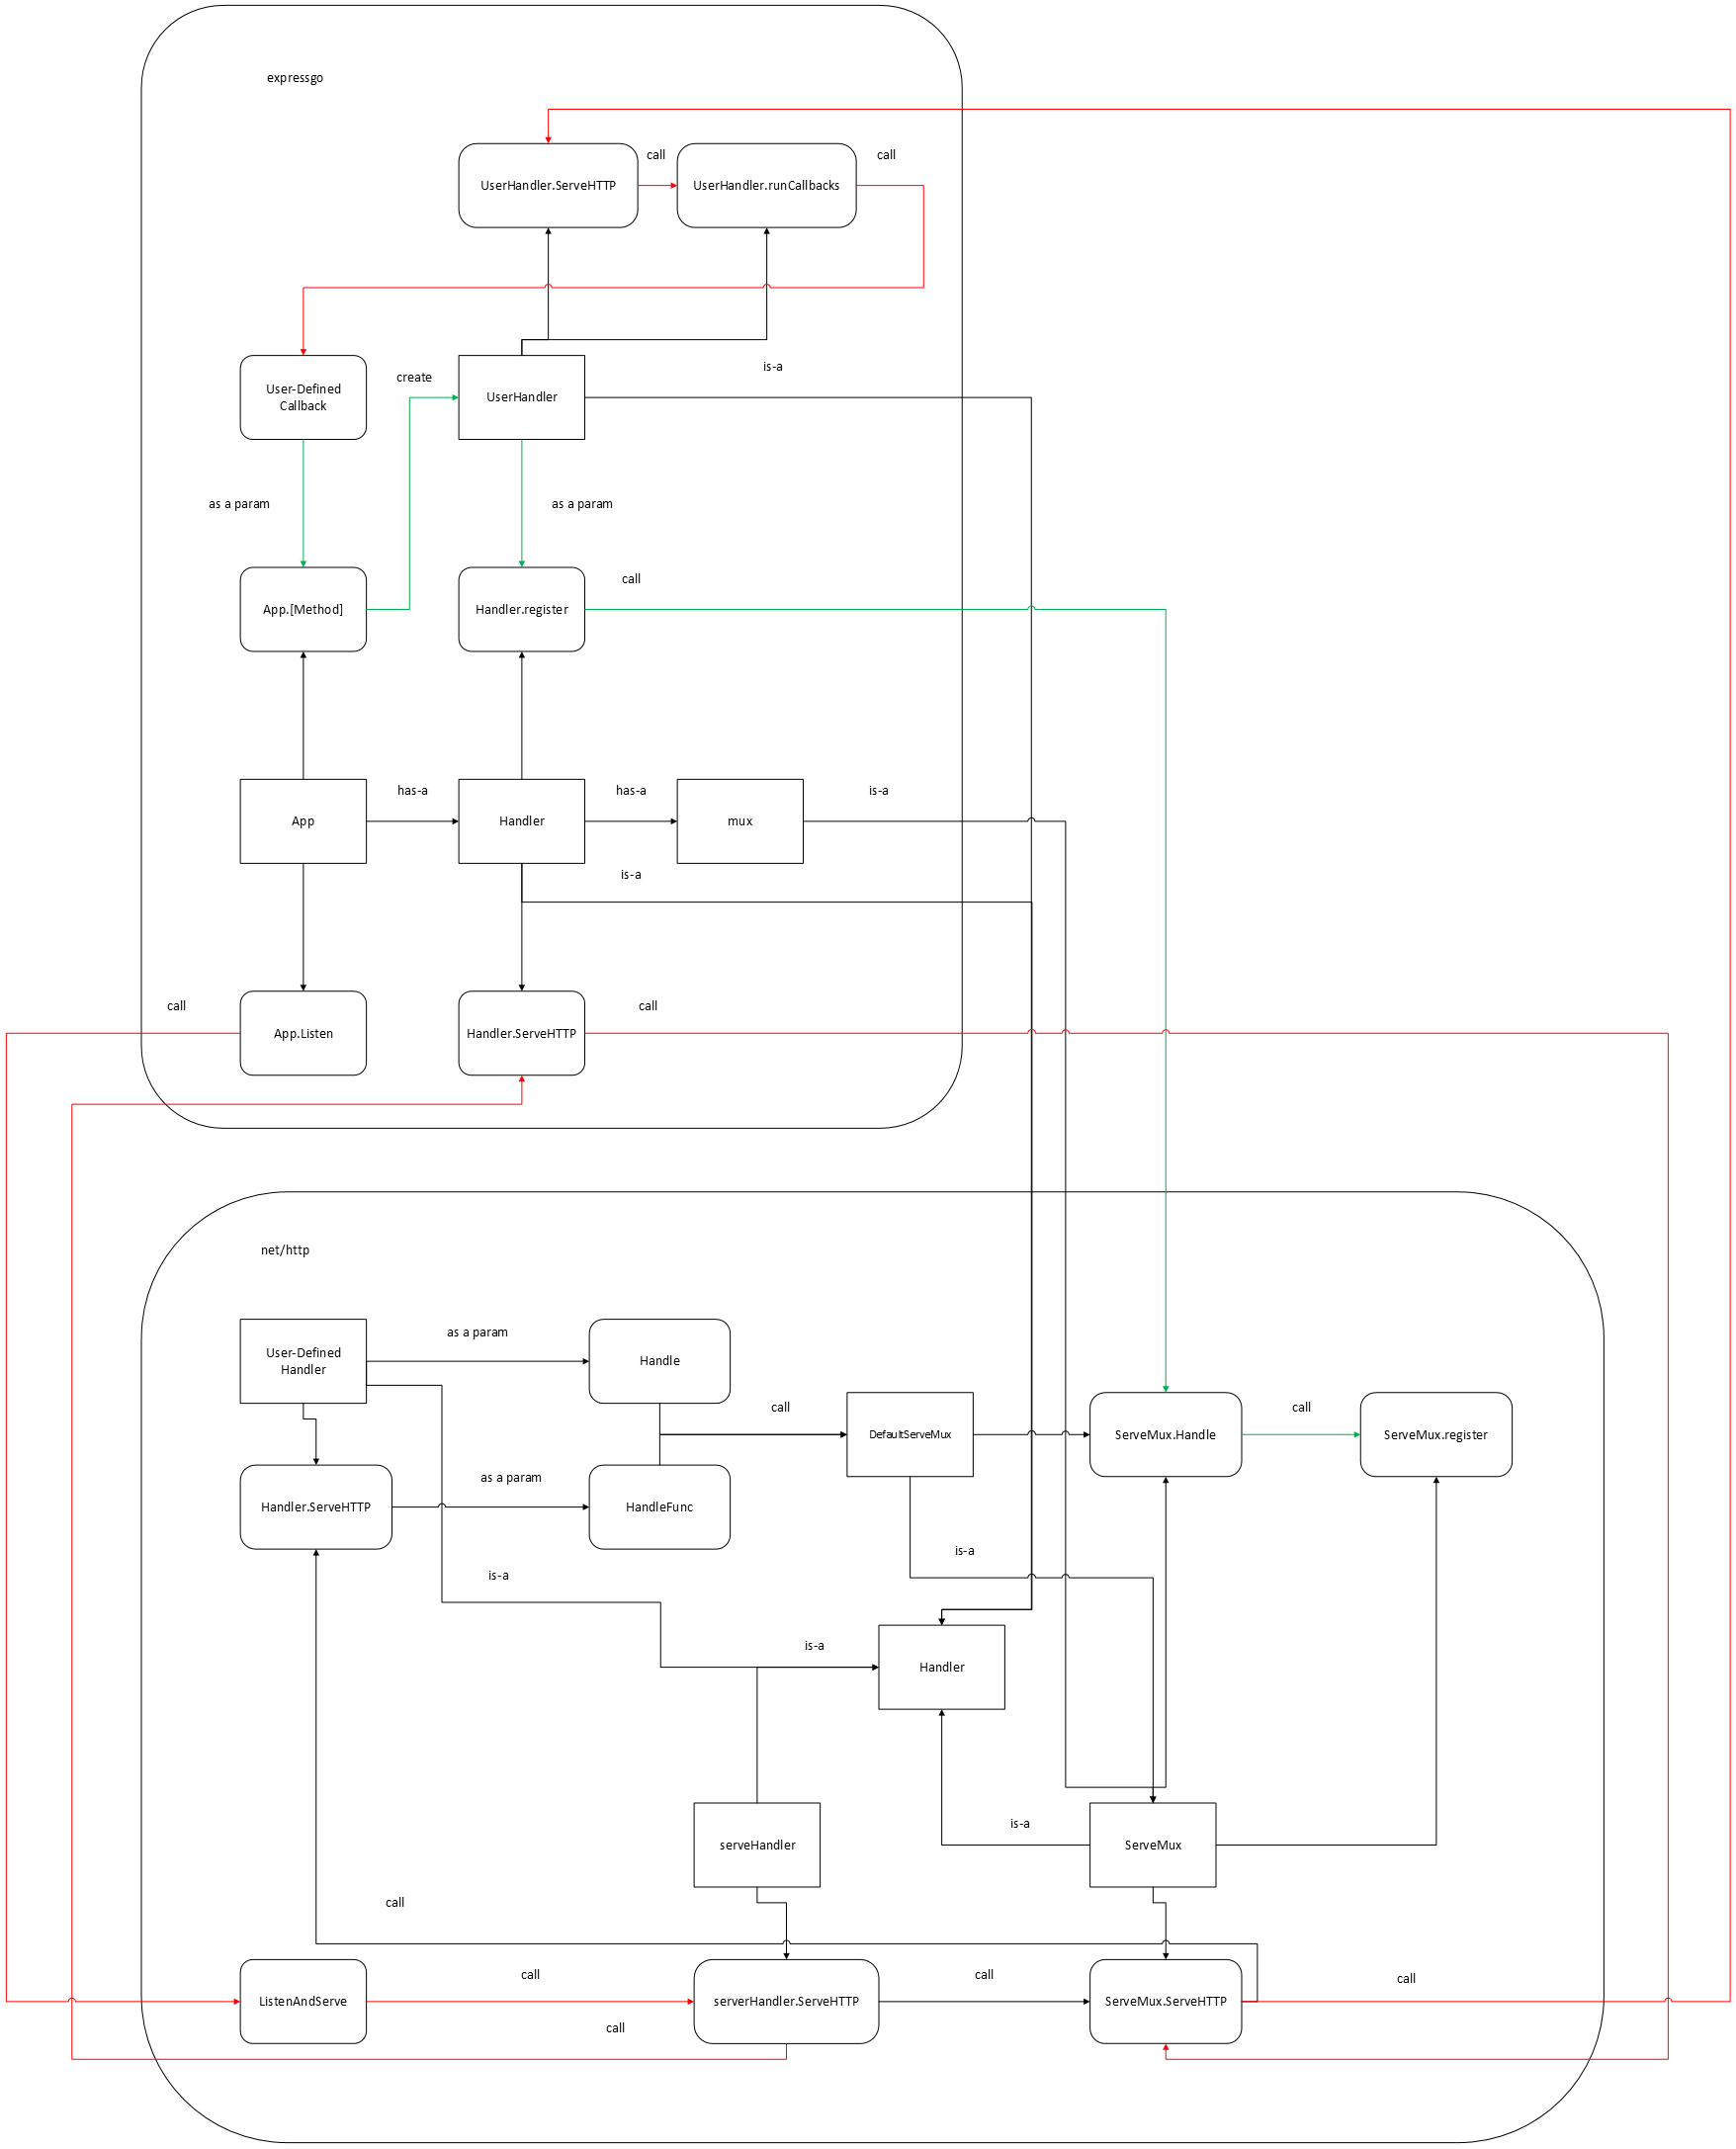 expressgo
call
call
UserHandler.ServeHTTP
UserHandler.runCallbacks
is-a
create
User-Defined
Callback
UserHandler
as a param
as a param
call
App.[Method]
Handler.register
has-a
has-a
is-a
App
Handler
mux
is-a
call
call
App.Listen
Handler.ServeHTTP
net/http
as a param
User-Defined
Handler
Handle
call
call
DefaultServeMux
ServeMux.Handle
ServeMux.register
as a param
Handler.ServeHTTP
HandleFunc
is-a
is-a
is-a
Handler
is-a
serveHandler
ServeMux
call
call
call
call
ListenAndServe
serverHandler.ServeHTTP
ServeMux.ServeHTTP
call